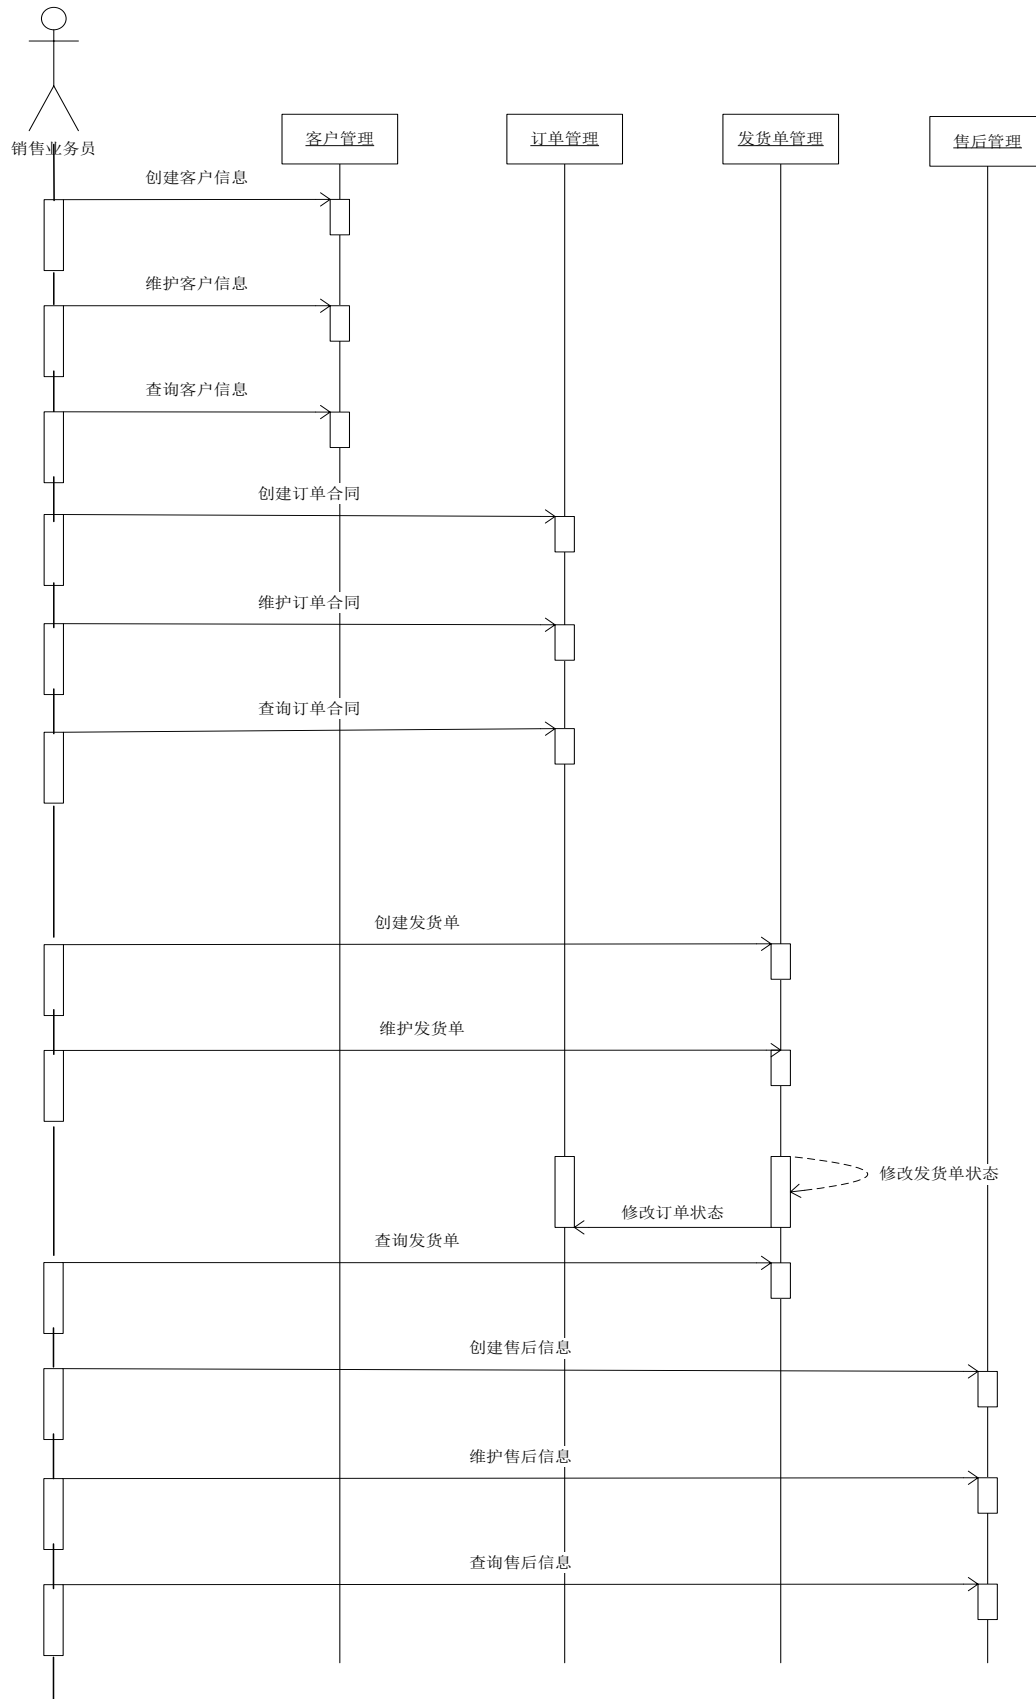 销售业务员
客户管理
订单管理
发货单管理
售后管理
创建客户信息
维护客户信息
查询客户信息
创建订单合同
维护订单合同
查询订单合同
创建发货单
维护发货单
修改发货单状态
修改订单状态
查询发货单
创建售后信息
维护售后信息
查询售后信息